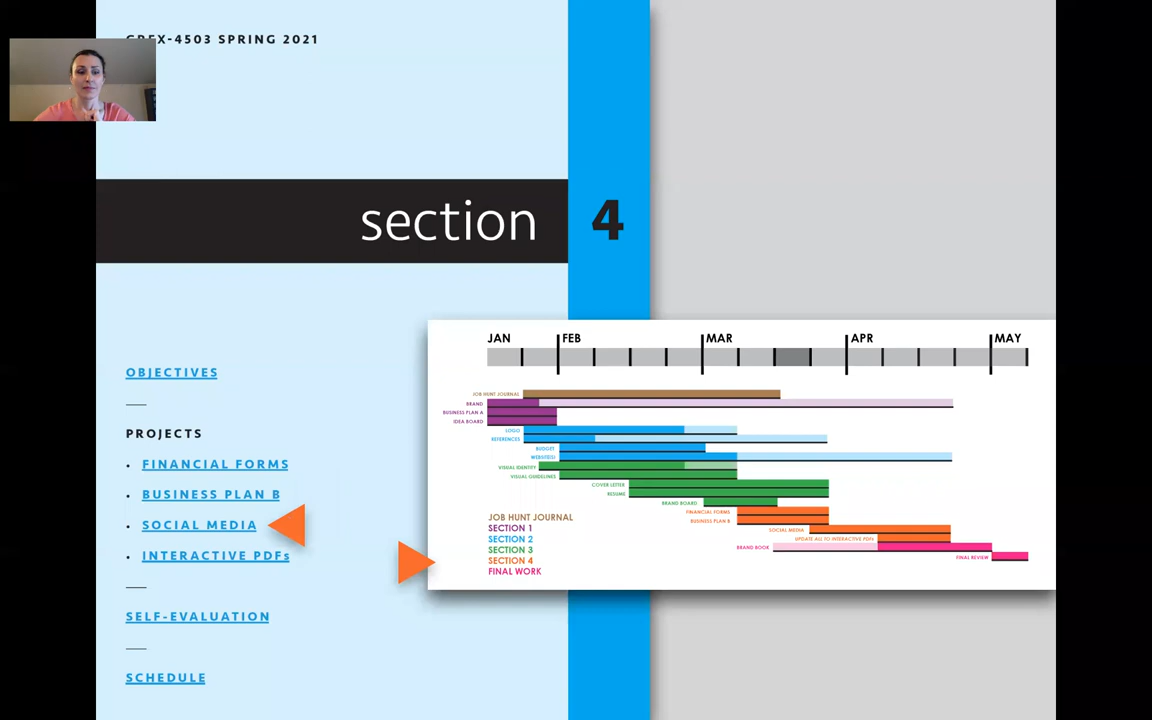 GREX-4503 SPRING 2021
section 4
OBJECTIVES
PROJECTS
• FINANCIAL FORMS
• BUSINESS PLAN B
• SOCIAL MEDIA
• INTERACTIVE PDFs
SELF-EVALUATION
SCHEDULE
JAN FEB MAR APR MAY
JOB HUNT JOURNAL
BRAND
BUSINESS PLAN A
IDEA BOARD
LOGO
REFERENCES
BUDGET
WEBSITE(S)
VISUAL IDENTITY
VISUAL GUIDELINES
COVER LETTER
RESUME
BRAND BOARD
FINANCIAL FORMS
BUSINESS PLAN B
SOCIAL MEDIA
UPDATE ALL TO INTERACTIVE PDFs
BRAND BOOK
FINAL REVIEW
JOB HUNT JOURNAL
SECTION 1
SECTION 2
SECTION 3
SECTION 4
FINAL WORK